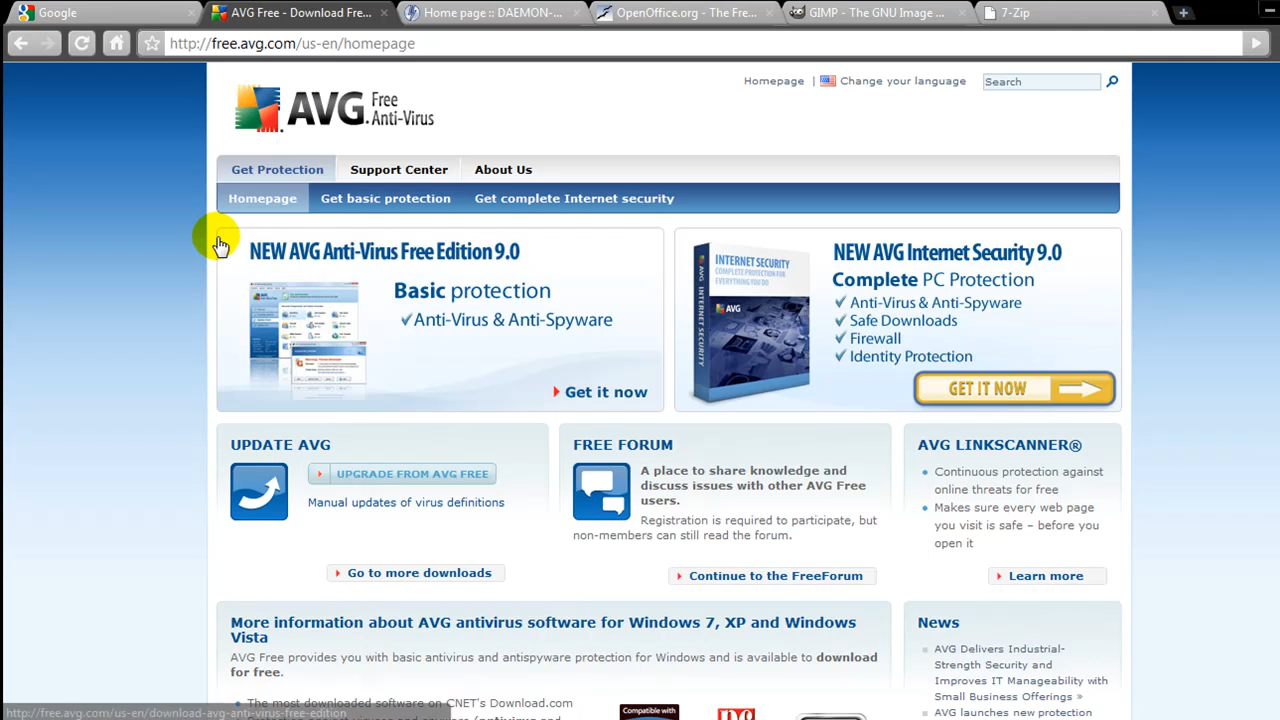 Google
AVG Free - Download Fre...
Home page :: DAEMON-...
OpenOffice.org - The Fre...
GIMP - The GNU Image ...
7-Zip
http://free.avg.com/us-en/homepage
Homepage | Change your language
Search
AVG. Free Anti-Virus
Get Protection Support Center About Us
Homepage Get basic protection Get complete Internet security
NEW AVG Anti-Virus Free Edition 9.0
Basic protection
Anti-Virus & Anti-Spyware
Get it now
INTERNET SECURITY
COMPLETE PROTECTION FOR
EVERYTHING YOU DO
AVG
AVG INTERNET SECURITY
NEW AVG Internet Security 9.0
Complete PC Protection
Anti-Virus & Anti-Spyware
Safe Downloads
Firewall
Identity Protection
GET IT NOW
UPDATE AVG
UPGRADE FROM AVG FREE
Manual updates of virus definitions
Go to more downloads
FREE FORUM
A place to share knowledge and
discuss issues with other AVG Free
users.
Registration is required to participate, but
non-members can still read the forum.
Continue to the FreeForum
AVG LINKSCANNER®
Continuous protection against
online threats for free
Makes sure every web page
you visit is safe – before you
open it
Learn more
More information about AVG antivirus software for Windows 7, XP and Windows
Vista
AVG Free provides you with basic antivirus and antispyware protection for Windows and is available to download
for free.
The most downloaded software on CNET's Download.com
Compatible with
News
AVG Delivers Industrial-
Strength Security and
Improves IT Manageability with
Small Business Offerings »
AVG launches new protection
http://free.avg.com/us-en/download-avg-anti-virus-free-edition